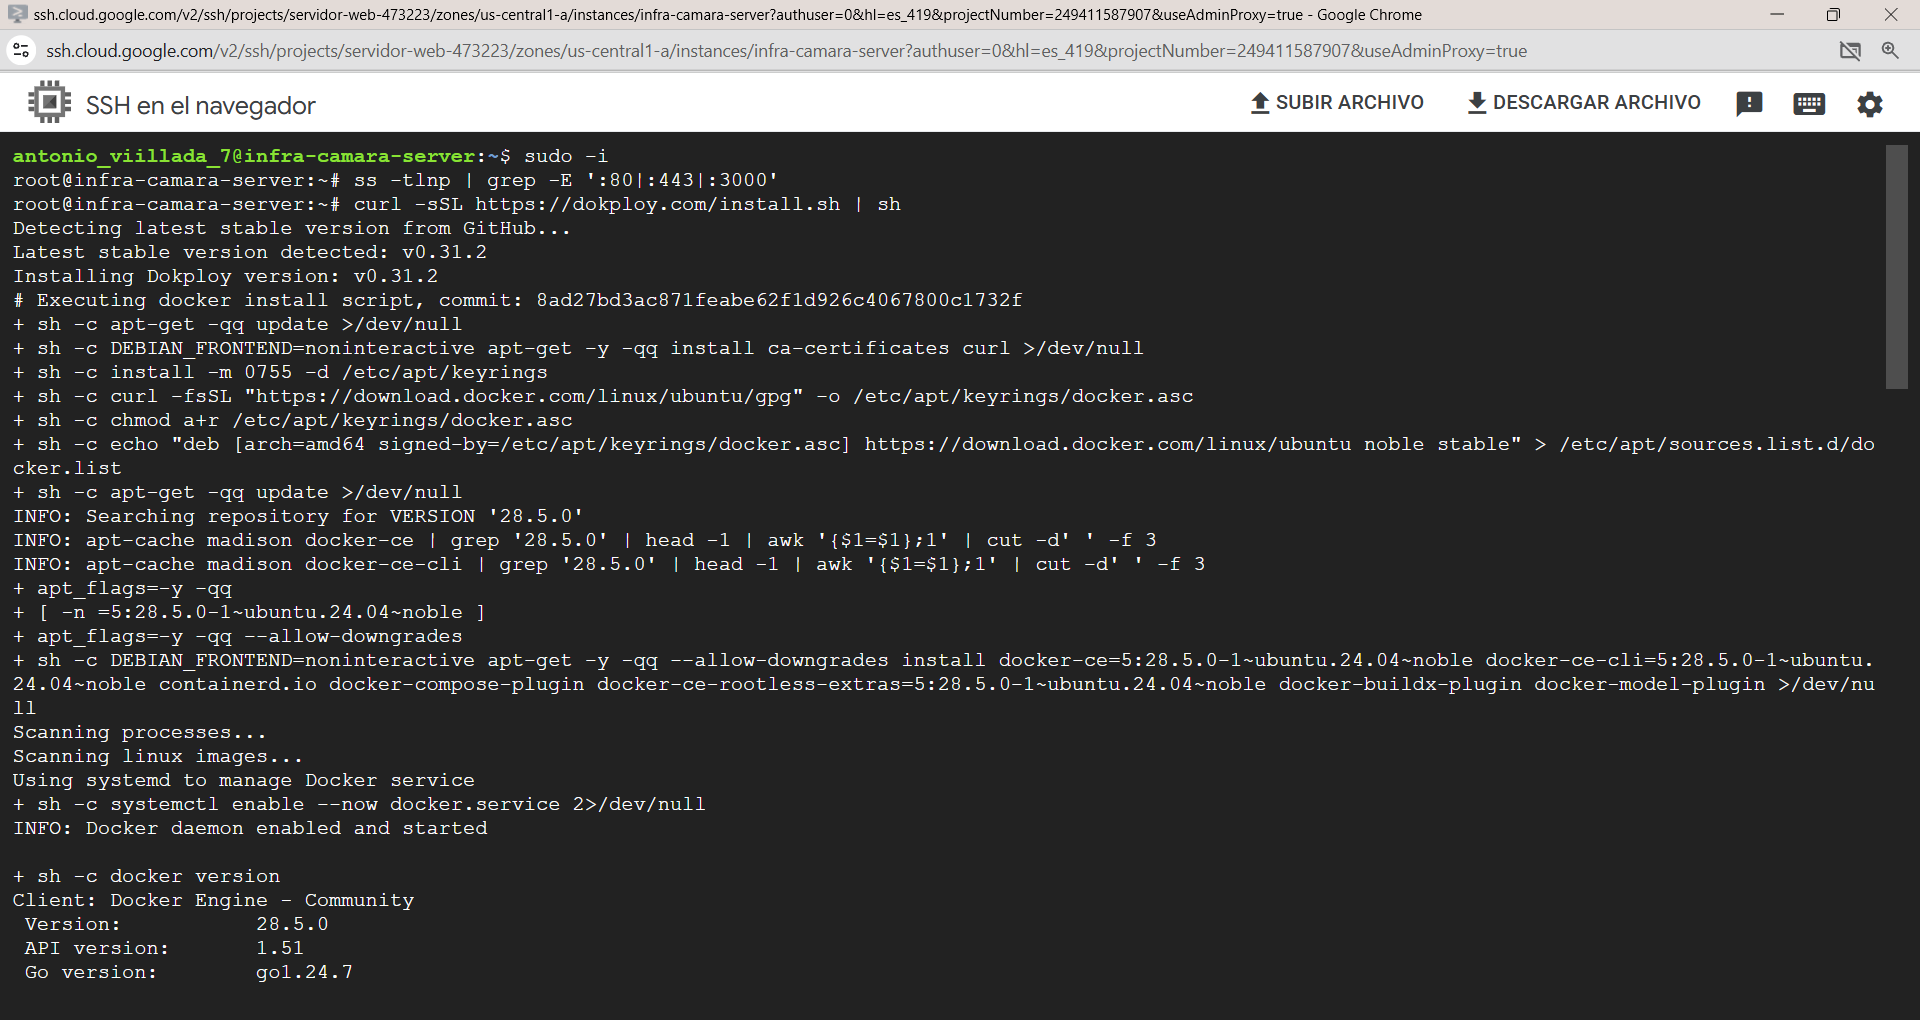 ssh.cloud.google.com/v2/ssh/projects/servidor-web-473223/zones/us-central1-a/instances/infra-camara-server?authuser=0&hl=es_419&projectNumber=249411587907&useAdminProxy=true - Google Chrome
ssh.cloud.google.com/v2/ssh/projects/servidor-web-473223/zones/us-central1-a/instances/infra-camara-server?authuser=0&hl=es_419&projectNumber=249411587907&useAdminProxy=true
SSH en el navegador
SUBIR ARCHIVO
DESCARGAR ARCHIVO
antonio_viillada_7@infra-camara-server:~$ sudo -i
root@infra-camara-server:~# ss -tlnp | grep -E ':80|:443|:3000'
root@infra-camara-server:~# curl -sSL https://dokploy.com/install.sh | sh
Detecting latest stable version from GitHub...
Latest stable version detected: v0.31.2
Installing Dokploy version: v0.31.2
# Executing docker install script, commit: 8ad27bd3ac871feabe62f1d926c4067800c1732f
+ sh -c apt-get -qq update >/dev/null
+ sh -c DEBIAN_FRONTEND=noninteractive apt-get -y -qq install ca-certificates curl >/dev/null
+ sh -c install -m 0755 -d /etc/apt/keyrings
+ sh -c curl -fsSL "https://download.docker.com/linux/ubuntu/gpg" -o /etc/apt/keyrings/docker.asc
+ sh -c chmod a+r /etc/apt/keyrings/docker.asc
+ sh -c echo "deb [arch=amd64 signed-by=/etc/apt/keyrings/docker.asc] https://download.docker.com/linux/ubuntu noble stable" > /etc/apt/sources.list.d/do
cker.list
+ sh -c apt-get -qq update >/dev/null
INFO: Searching repository for VERSION '28.5.0'
INFO: apt-cache madison docker-ce | grep '28.5.0' | head -1 | awk '{$1=$1};1' | cut -d' ' -f 3
INFO: apt-cache madison docker-ce-cli | grep '28.5.0' | head -1 | awk '{$1=$1};1' | cut -d' ' -f 3
+ apt_flags=-y -qq
+ [ -n =5:28.5.0-1~ubuntu.24.04~noble ]
+ apt_flags=-y -qq --allow-downgrades
+ sh -c DEBIAN_FRONTEND=noninteractive apt-get -y -qq --allow-downgrades install docker-ce=5:28.5.0-1~ubuntu.24.04~noble docker-ce-cli=5:28.5.0-1~ubuntu.
24.04~noble containerd.io docker-compose-plugin docker-ce-rootless-extras=5:28.5.0-1~ubuntu.24.04~noble docker-buildx-plugin docker-model-plugin >/dev/nu
ll
Scanning processes...
Scanning linux images...
Using systemd to manage Docker service
+ sh -c systemctl enable --now docker.service 2>/dev/null
INFO: Docker daemon enabled and started
+ sh -c docker version
Client: Docker Engine - Community
Version: 28.5.0
API version: 1.51
Go version: go1.24.7